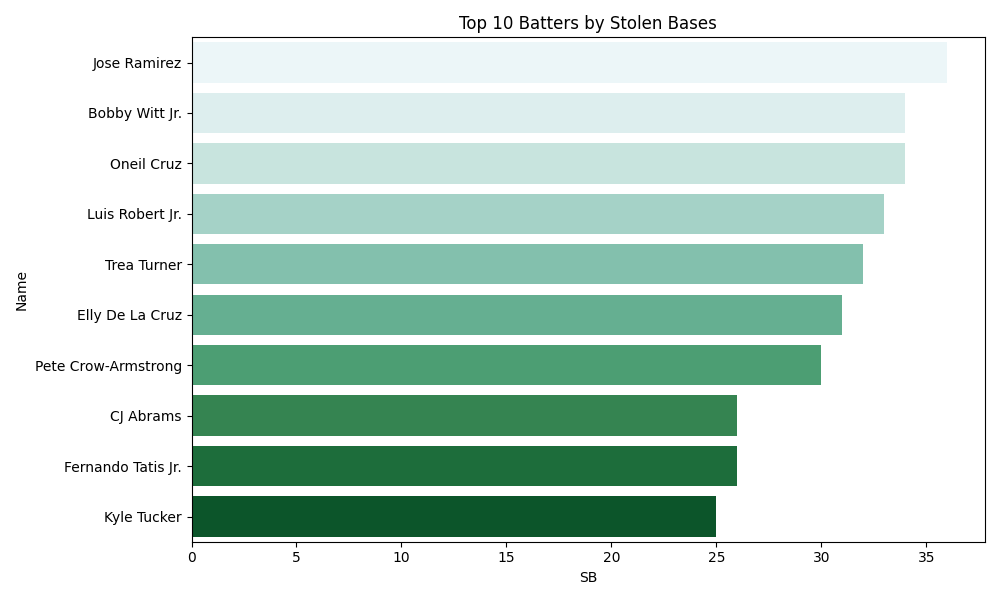 Top 10 Batters by Stolen Bases
Name
Jose Ramirez
Bobby Witt Jr.
Oneil Cruz
Luis Robert Jr.
Trea Turner
Elly De La Cruz
Pete Crow-Armstrong
CJ Abrams
Fernando Tatis Jr.
Kyle Tucker
0 5 10 15 20 25 30 35
SB